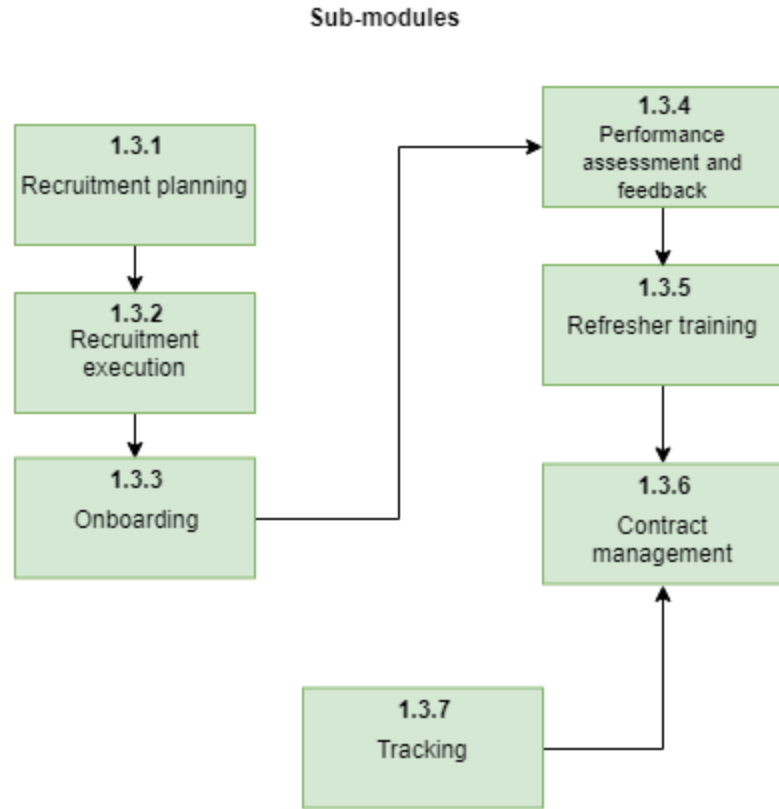 Sub-modules
1.3.1
Recruitment planning
1.3.2
Recruitment
execution
1.3.3
Onboarding
1.3.4
Performance
assessment and
feedback
1.3.5
Refresher training
1.3.6
Contract
management
1.3.7
Tracking